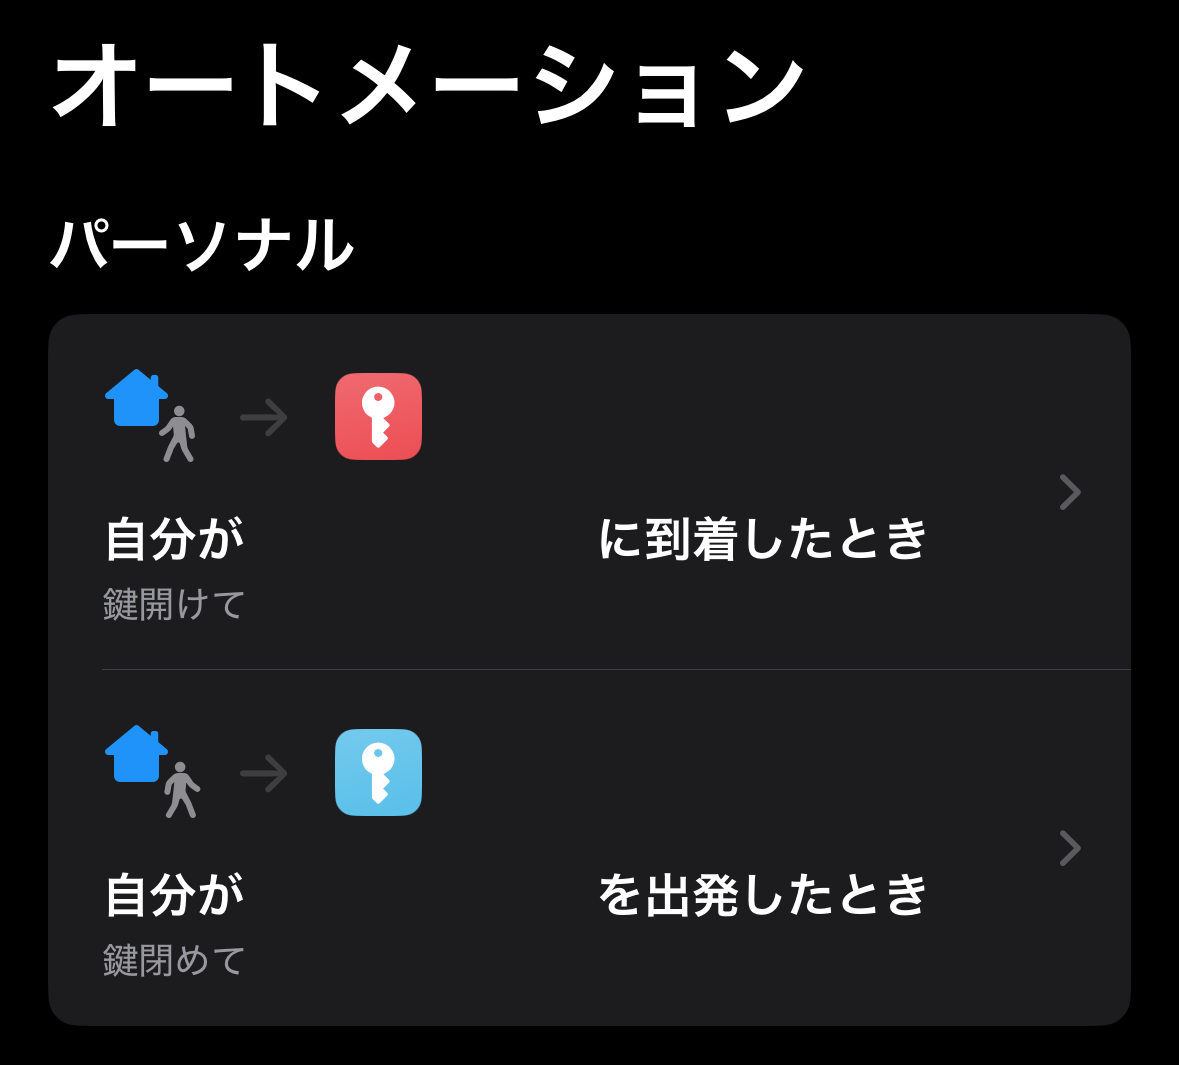 オートメーション
パーソナル
自分が に到着したとき
鍵開けて
自分が を出発したとき
鍵閉めて